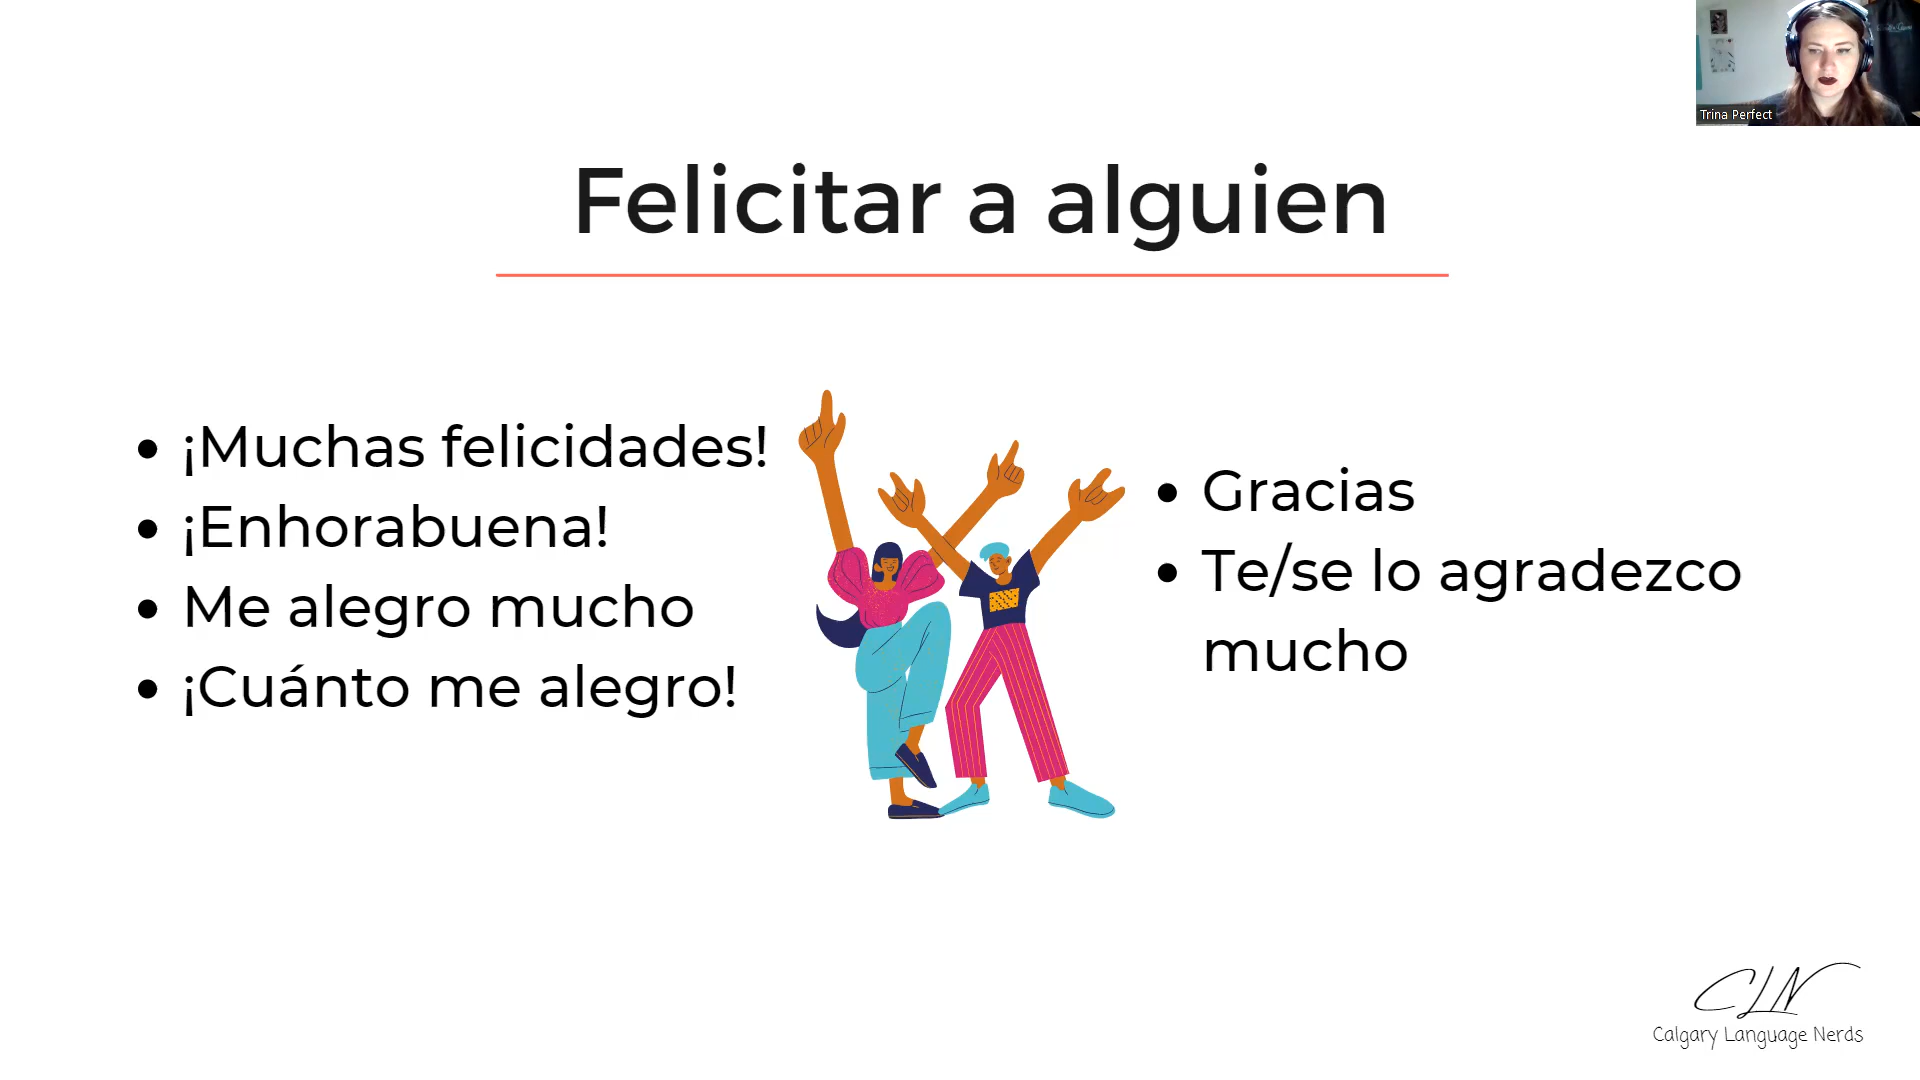 Trina Perfect
Felicitar a alguien
• ¡Muchas felicidades!
• ¡Enhorabuena!
• Me alegro mucho
• ¡Cuánto me alegro!
• Gracias
• Te/se lo agradezco
mucho
CLN
Calgary Language Nerds